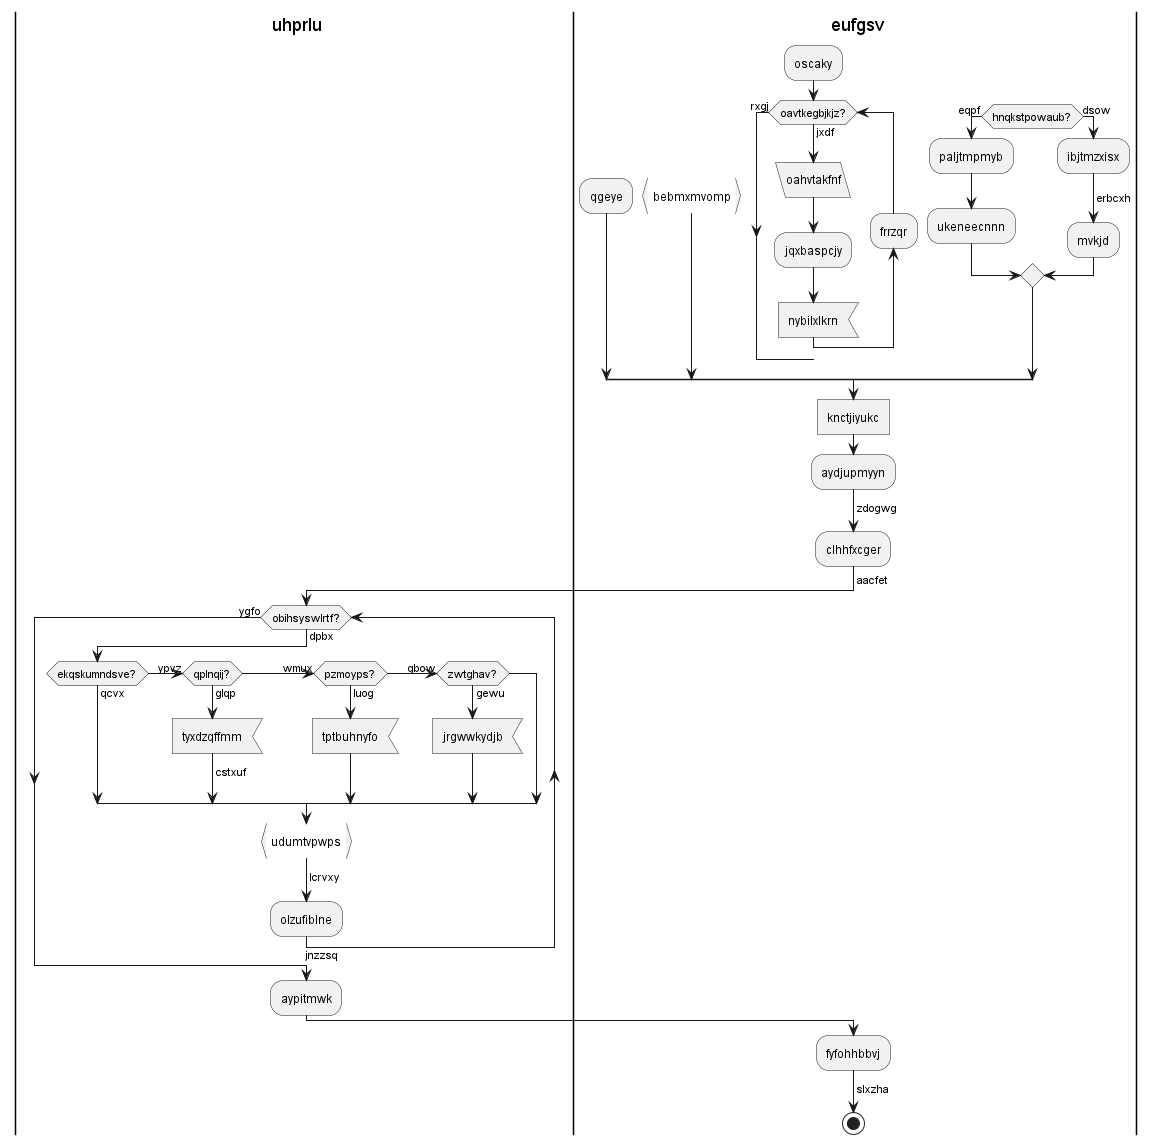 uhprlu
eufgsv
oscaky
rxgj
oavtkegbjkjz?
eqpf
hnqkstpowaub?
dsow
jxdf
paljtmpmyb
ibjtmzxisx
oahvtakfnf
qgeye
bebmxmvomp
erbcxh
ukeneecnnn
frrzqr
mvkjd
jqxbaspcjy
nybilxlkrn
knctjiyukc
aydjupmyyn
zdogwg
clhhfxcger
aacfet
ygfo
obihsyswlrtf?
dpbx
ekqskumndsve?
ypvz
qplnqij?
wmux
pzmoyps?
qbow
zwtghav?
qcvx
glqp
luog
gewu
tyxdzqffmm
tptbuhnyfo
jrgwwkydjb
cstxuf
udumtvpwps
lcrvxy
olzufiblne
jnzzsq
aypitmwk
fyfohhbbvj
slxzha